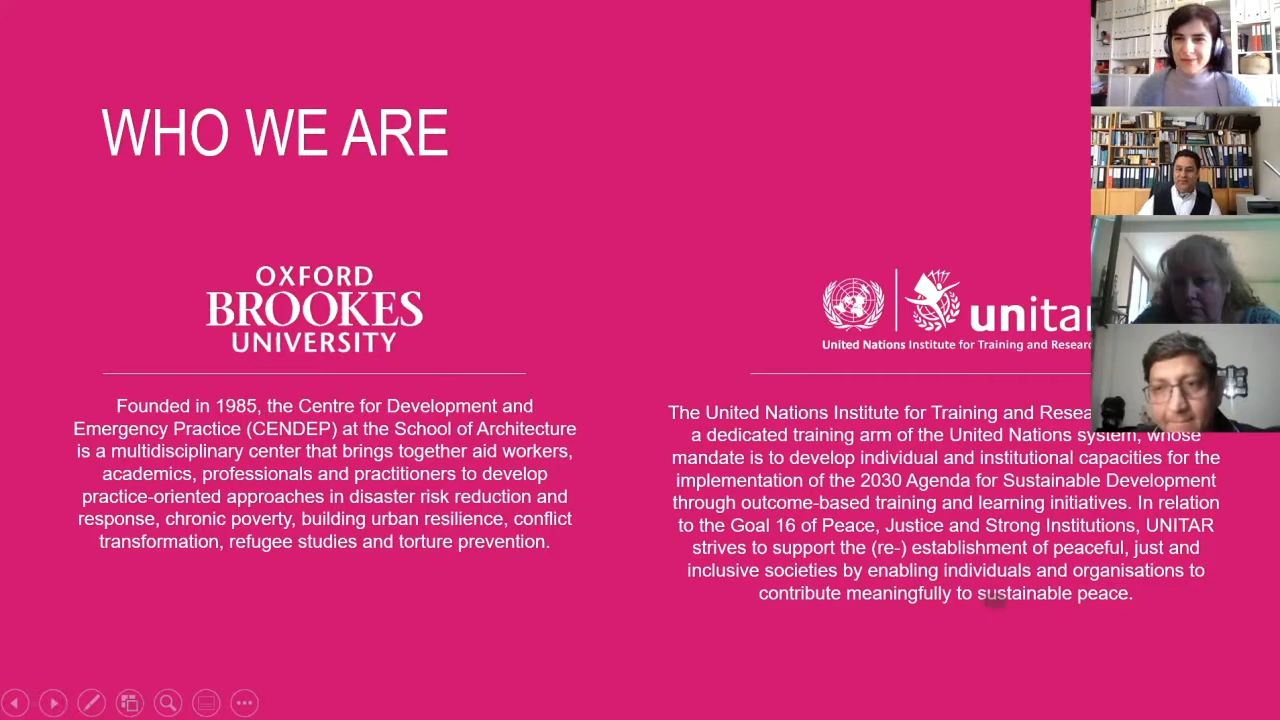 WHO WE ARE
OXFORD
BROOKES
UNIVERSITY
Founded in 1985, the Centre for Development and
Emergency Practice (CENDEP) at the School of Architecture
is a multidisciplinary center that brings together aid workers,
academics, professionals and practitioners to develop
practice-oriented approaches in disaster risk reduction and
response, chronic poverty, building urban resilience, conflict
transformation, refugee studies and torture prevention.
unitar
United Nations Institute for Training and Resear
The United Nations Institute for Training and Resea
a dedicated training arm of the United Nations system, whose
mandate is to develop individual and institutional capacities for the
implementation of the 2030 Agenda for Sustainable Development
through outcome-based training and learning initiatives. In relation
to the Goal 16 of Peace, Justice and Strong Institutions, UNITAR
strives to support the (re-) establishment of peaceful, just and
inclusive societies by enabling individuals and organisations to
contribute meaningfully to sustainable peace.